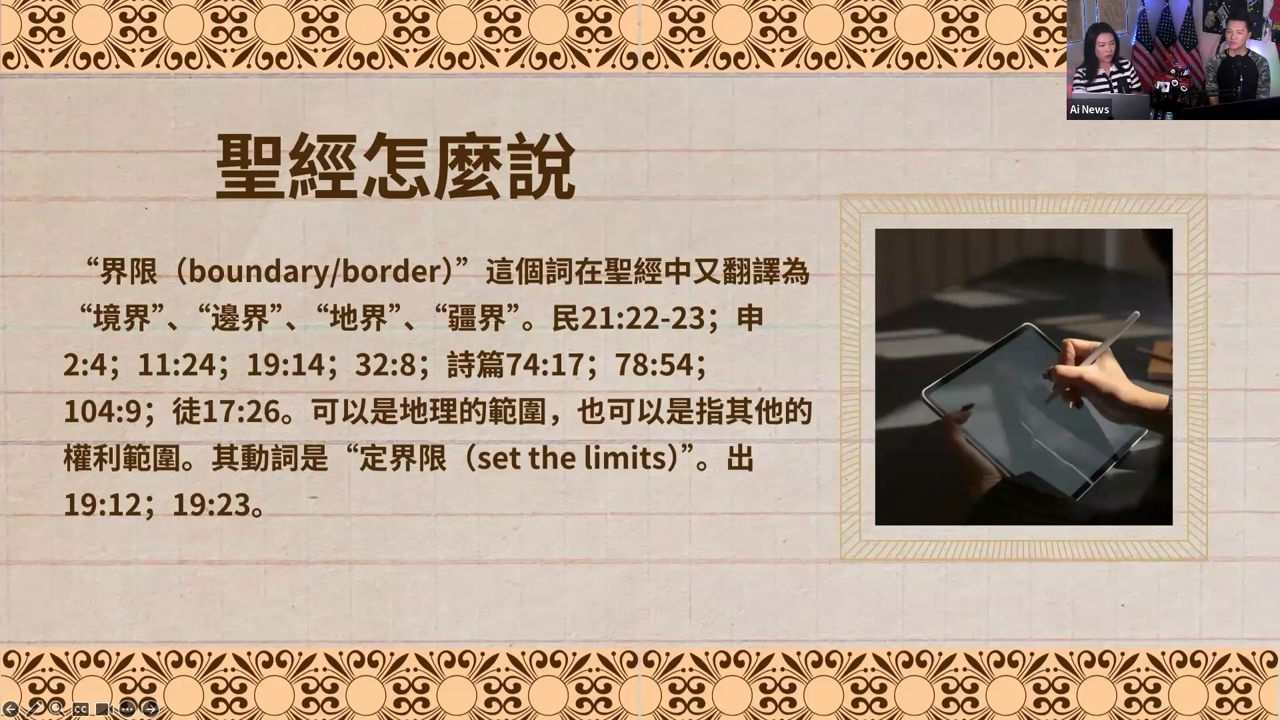 Ai News
聖經怎麼說
“界限（boundary/border）”這個詞在聖經中又翻譯為
“境界”、“邊界”、“地界”、“疆界”。民21:22-23；申
2:4；11:24；19:14；32:8；詩篇74:17；78:54；
104:9；徒17:26。可以是地理的範圍，也可以是指其他的
權利範圍。其動詞是“定界限（set the limits）”。出
19:12；19:23。
CC